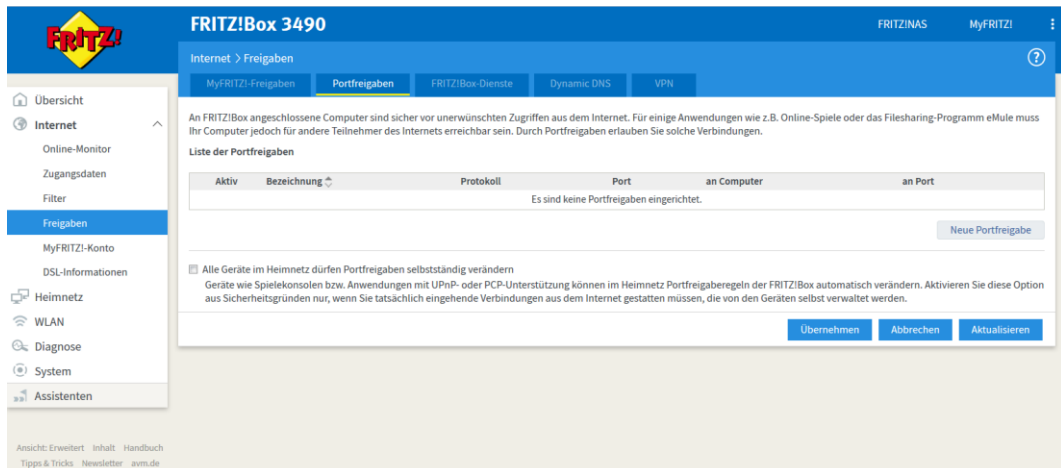 FRITZ!
FRITZ!Box 3490
FRITZ!NAS
MyFRITZ!
Internet > Freigaben
?
MyFRITZ!-Freigaben
Portfreigaben
FRITZ!Box-Dienste
Dynamic DNS
VPN
Übersicht
Internet
Online-Monitor
Zugangsdaten
Filter
Freigaben
MyFRITZ!-Konto
DSL-Informationen
Heimnetz
WLAN
Diagnose
System
Assistenten
Ansicht: Erweitert Inhalt Handbuch
Tipps & Tricks Newsletter avm.de
An FRITZ!Box angeschlossene Computer sind sicher vor unerwünschten Zugriffen aus dem Internet. Für einige Anwendungen wie z.B. Online-Spiele oder das Filesharing-Programm eMule muss
Ihr Computer jedoch für andere Teilnehmer des Internets erreichbar sein. Durch Portfreigaben erlauben Sie solche Verbindungen.
Liste der Portfreigaben
Aktiv Bezeichnung Protokoll Port an Computer an Port
Es sind keine Portfreigaben eingerichtet.
Neue Portfreigabe
Alle Geräte im Heimnetz dürfen Portfreigaben selbstständig verändern
Geräte wie Spielekonsolen bzw. Anwendungen mit UPnP- oder PCP-Unterstützung können im Heimnetz Portfreigaberegeln der FRITZ!Box automatisch verändern. Aktivieren Sie diese Option
aus Sicherheitsgründen nur, wenn Sie tatsächlich eingehende Verbindungen aus dem Internet gestatten müssen, die von den Geräten selbst verwaltet werden.
Übernehmen
Abbrechen
Aktualisieren